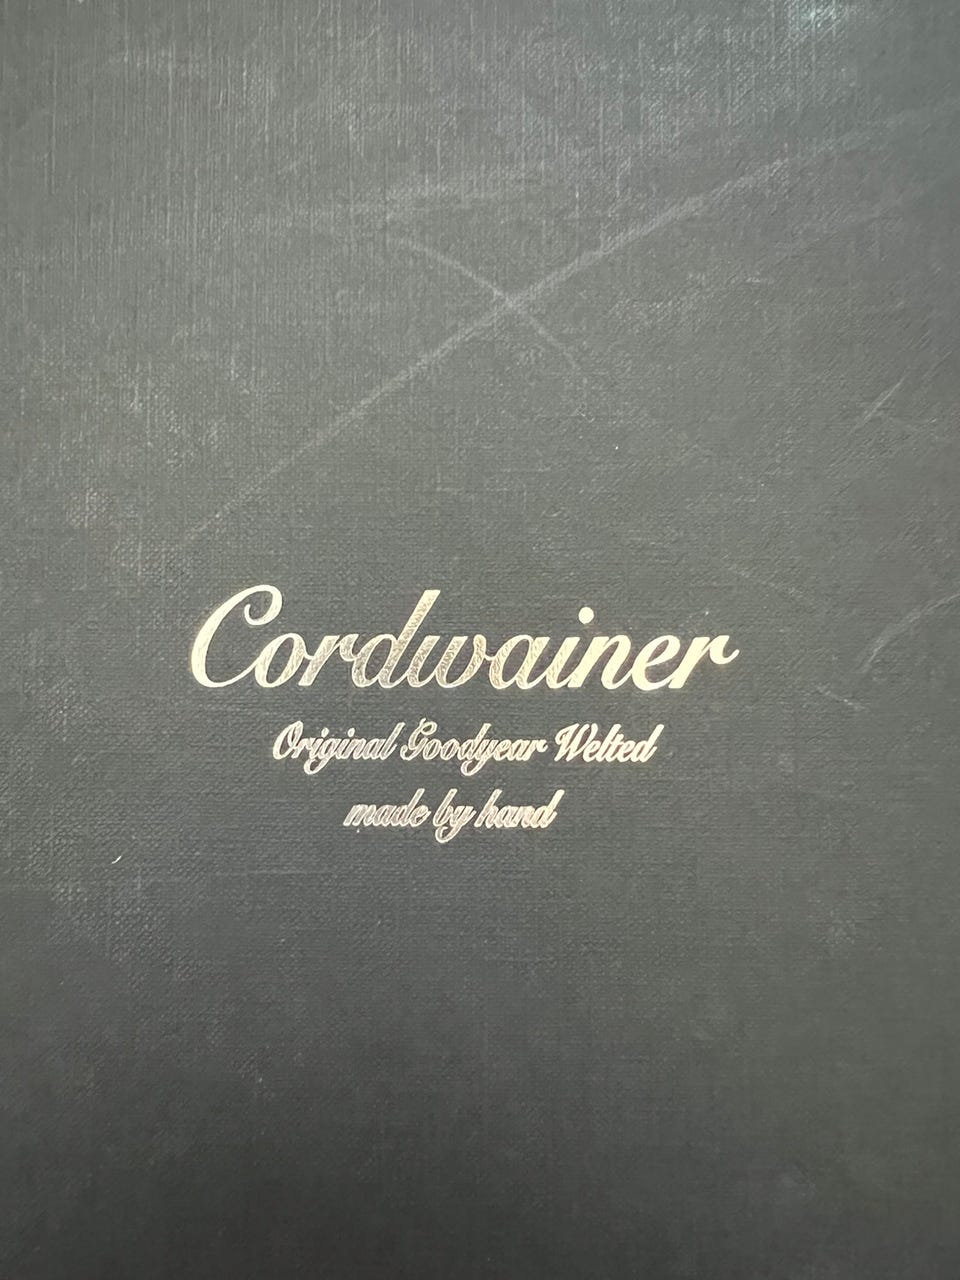 Cordwainer
Original Goodyear Welted
made by hand